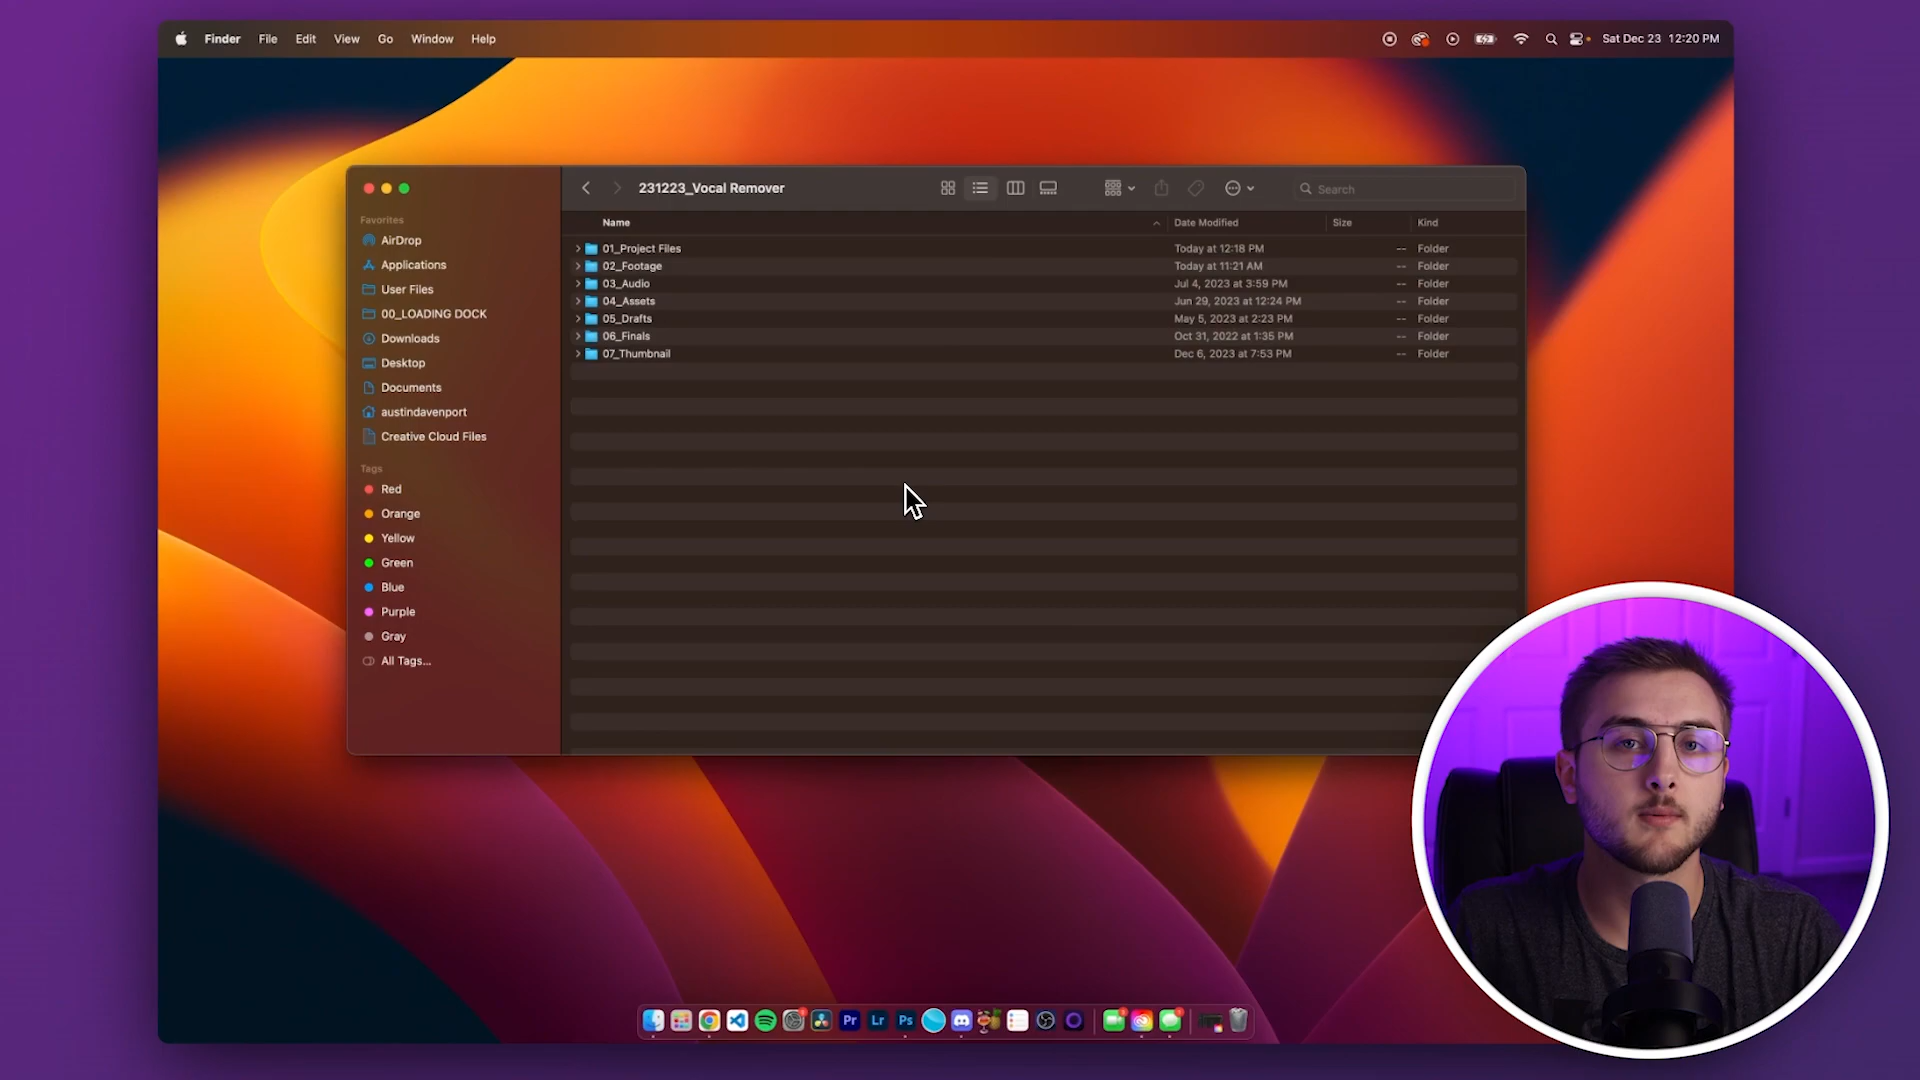 Finder File Edit View Go Window Help Sat Dec 23 12:20 PM
231223_Vocal Remover Search
Favorites
AirDrop
Applications
User Files
00_LOADING DOCK
Downloads
Desktop
Documents
austindavenport
Creative Cloud Files
Tags
Red
Orange
Yellow
Green
Blue
Purple
Gray
All Tags...
Name Date Modified Size Kind
01_Project Files Today at 12:18 PM -- Folder
02_Footage Today at 11:21 AM -- Folder
03_Audio Jul 4, 2023 at 3:59 PM -- Folder
04_Assets Jun 29, 2023 at 12:24 PM -- Folder
05_Drafts May 5, 2023 at 2:23 PM -- Folder
06_Finals Oct 31, 2022 at 1:35 PM -- Folder
07_Thumbnail Dec 6, 2023 at 7:53 PM -- Folder
Pr Lr Ps